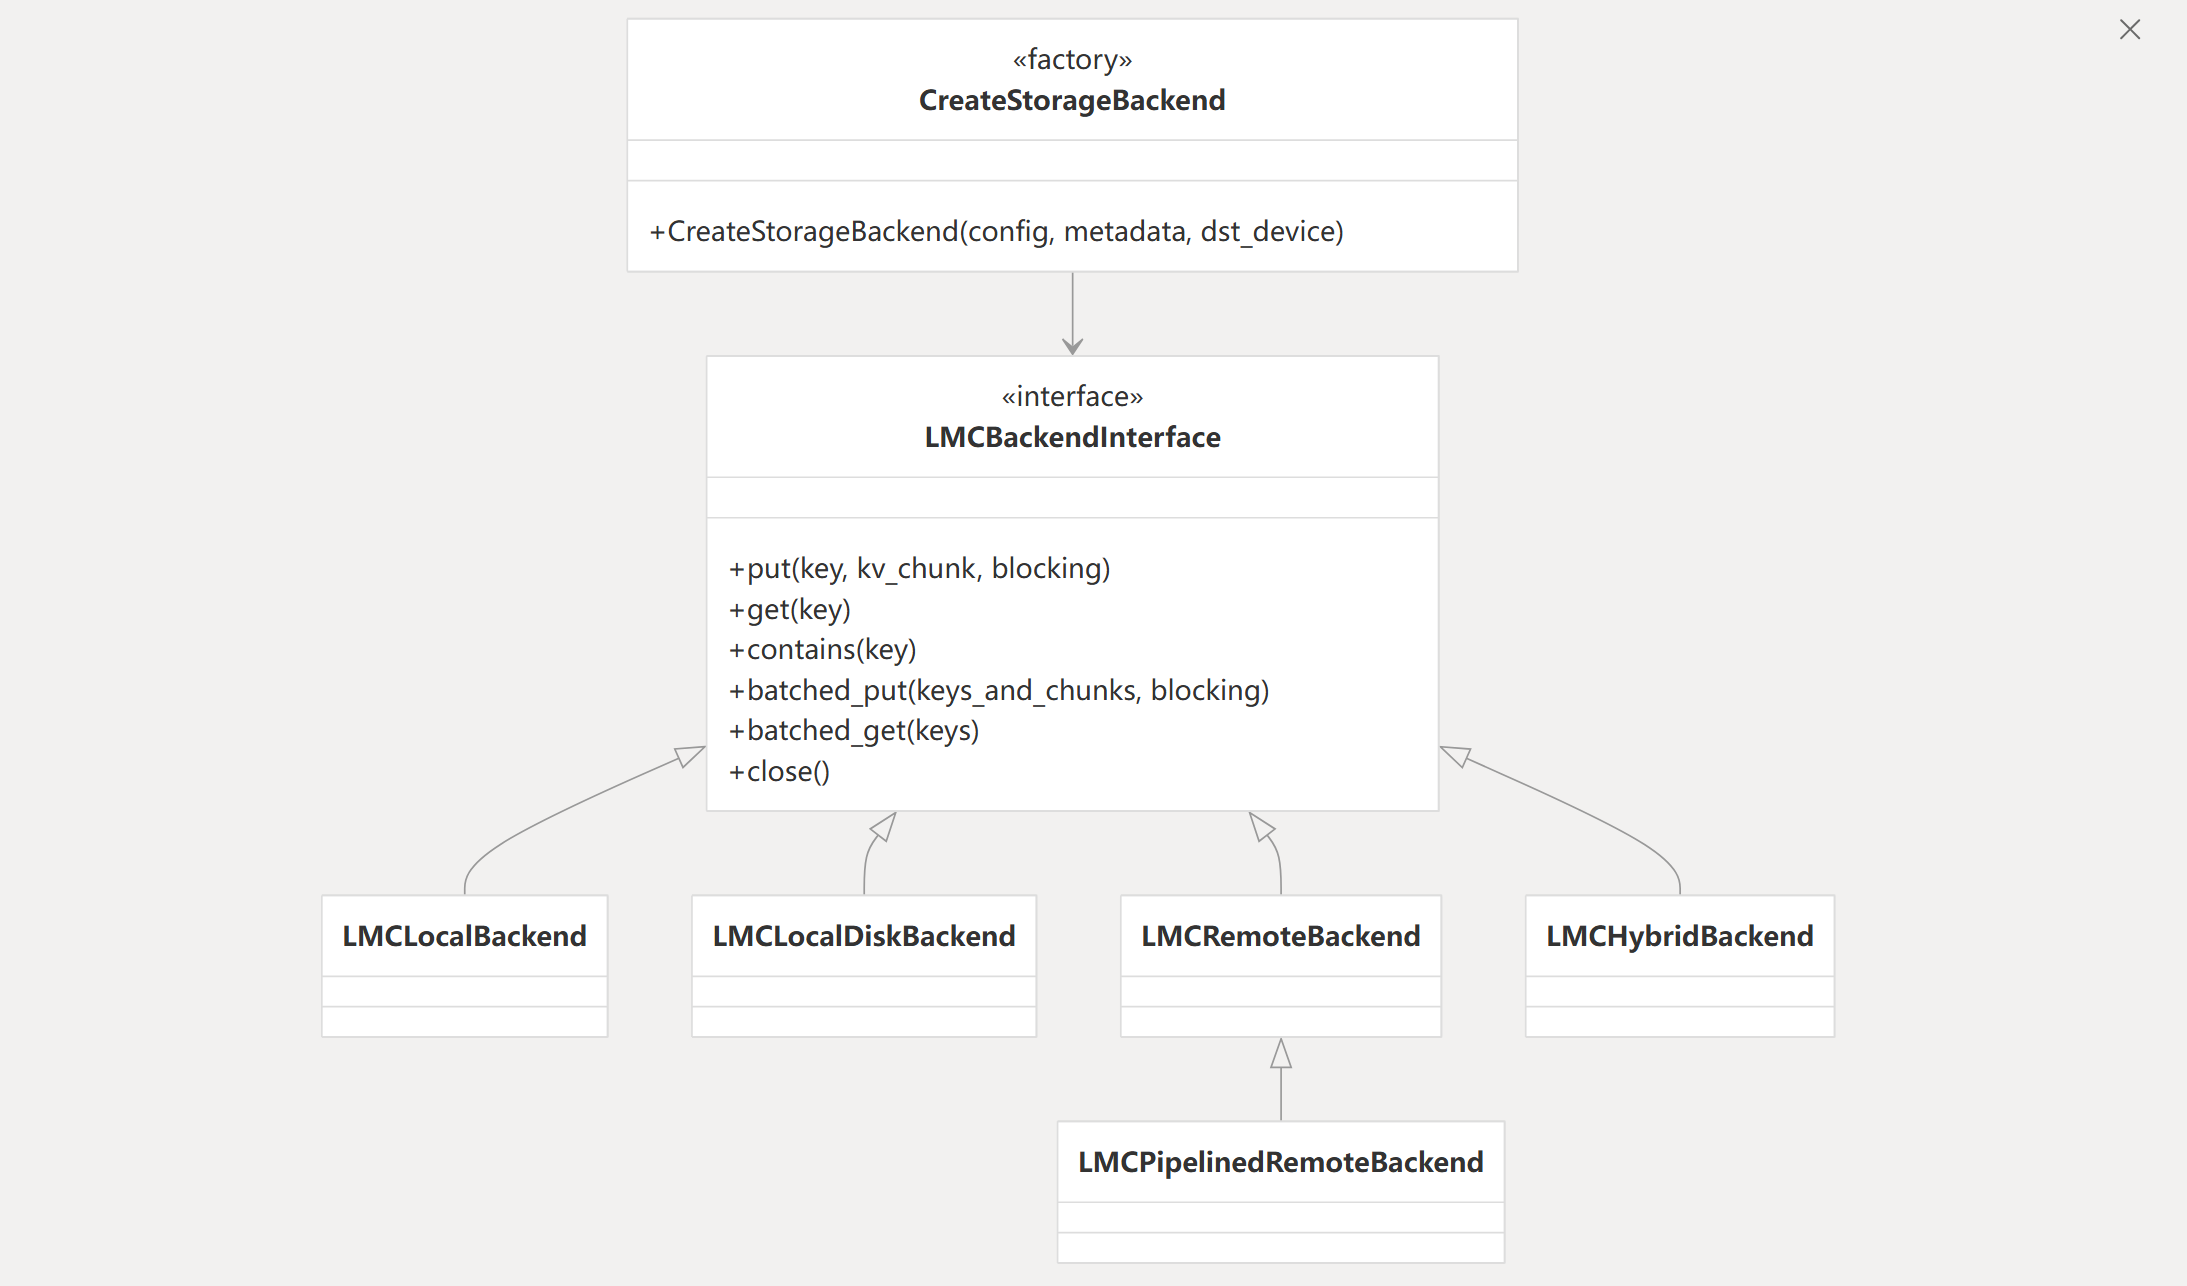 «factory»
CreateStorageBackend
+CreateStorageBackend(config, metadata, dst_device)
«interface»
LMCBackendInterface
+put(key, kv_chunk, blocking)
+get(key)
+contains(key)
+batched_put(keys_and_chunks, blocking)
+batched_get(keys)
+close()
LMCLocalBackend
LMCLocalDiskBackend
LMCRemoteBackend
LMCHybridBackend
LMCPipelinedRemoteBackend